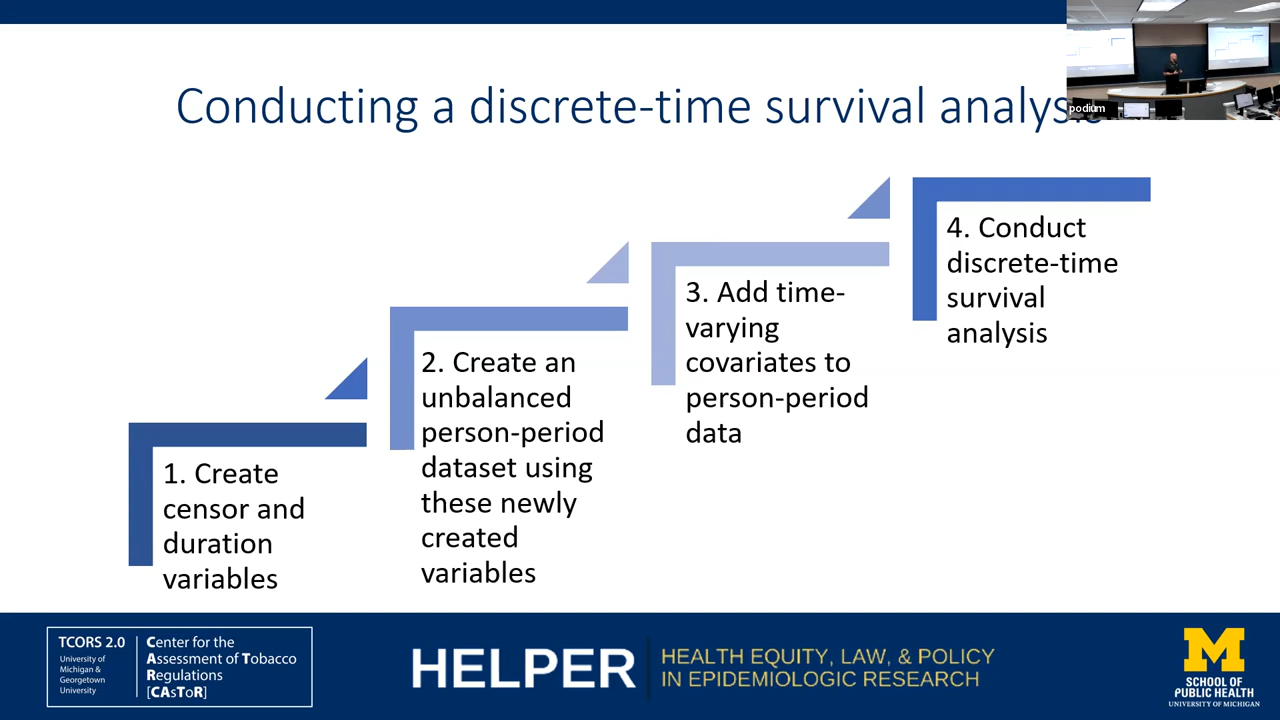 podium
Conducting a discrete-time survival analysis
1. Create
censor and
duration
variables
2. Create an
unbalanced
person-period
dataset using
these newly
created
variables
3. Add time-
varying
covariates to
person-period
data
4. Conduct
discrete-time
survival
analysis
TCORS 2.0
University of
Michigan &
Georgetown
University
Center for the
Assessment of Tobacco
Regulations
[CAsToR]
HELPER
HEALTH EQUITY, LAW, & POLICY
IN EPIDEMIOLOGIC RESEARCH
M
SCHOOL OF
PUBLIC HEALTH
UNIVERSITY OF MICHIGAN